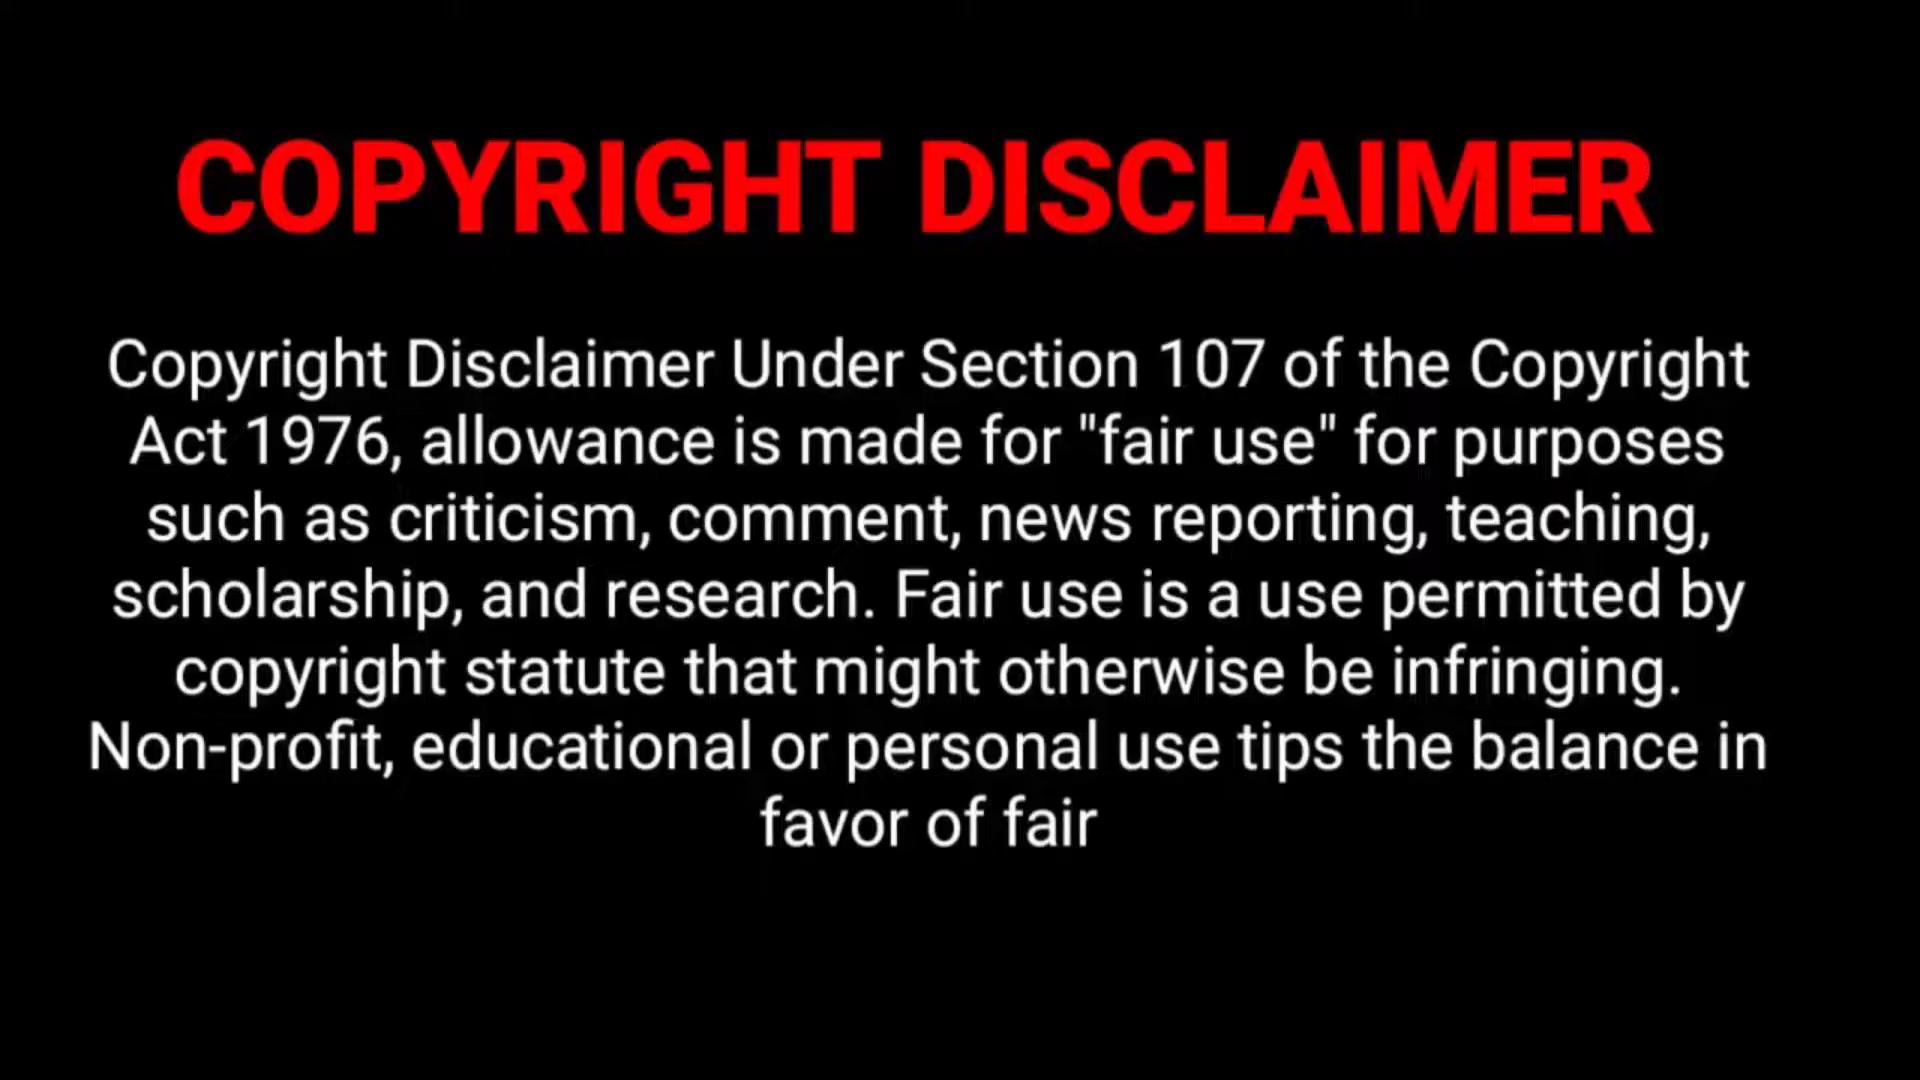 COPYRIGHT DISCLAIMER
Copyright Disclaimer Under Section 107 of the Copyright
Act 1976, allowance is made for "fair use" for purposes
such as criticism, comment, news reporting, teaching,
scholarship, and research. Fair use is a use permitted by
copyright statute that might otherwise be infringing.
Non-profit, educational or personal use tips the balance in
favor of fair